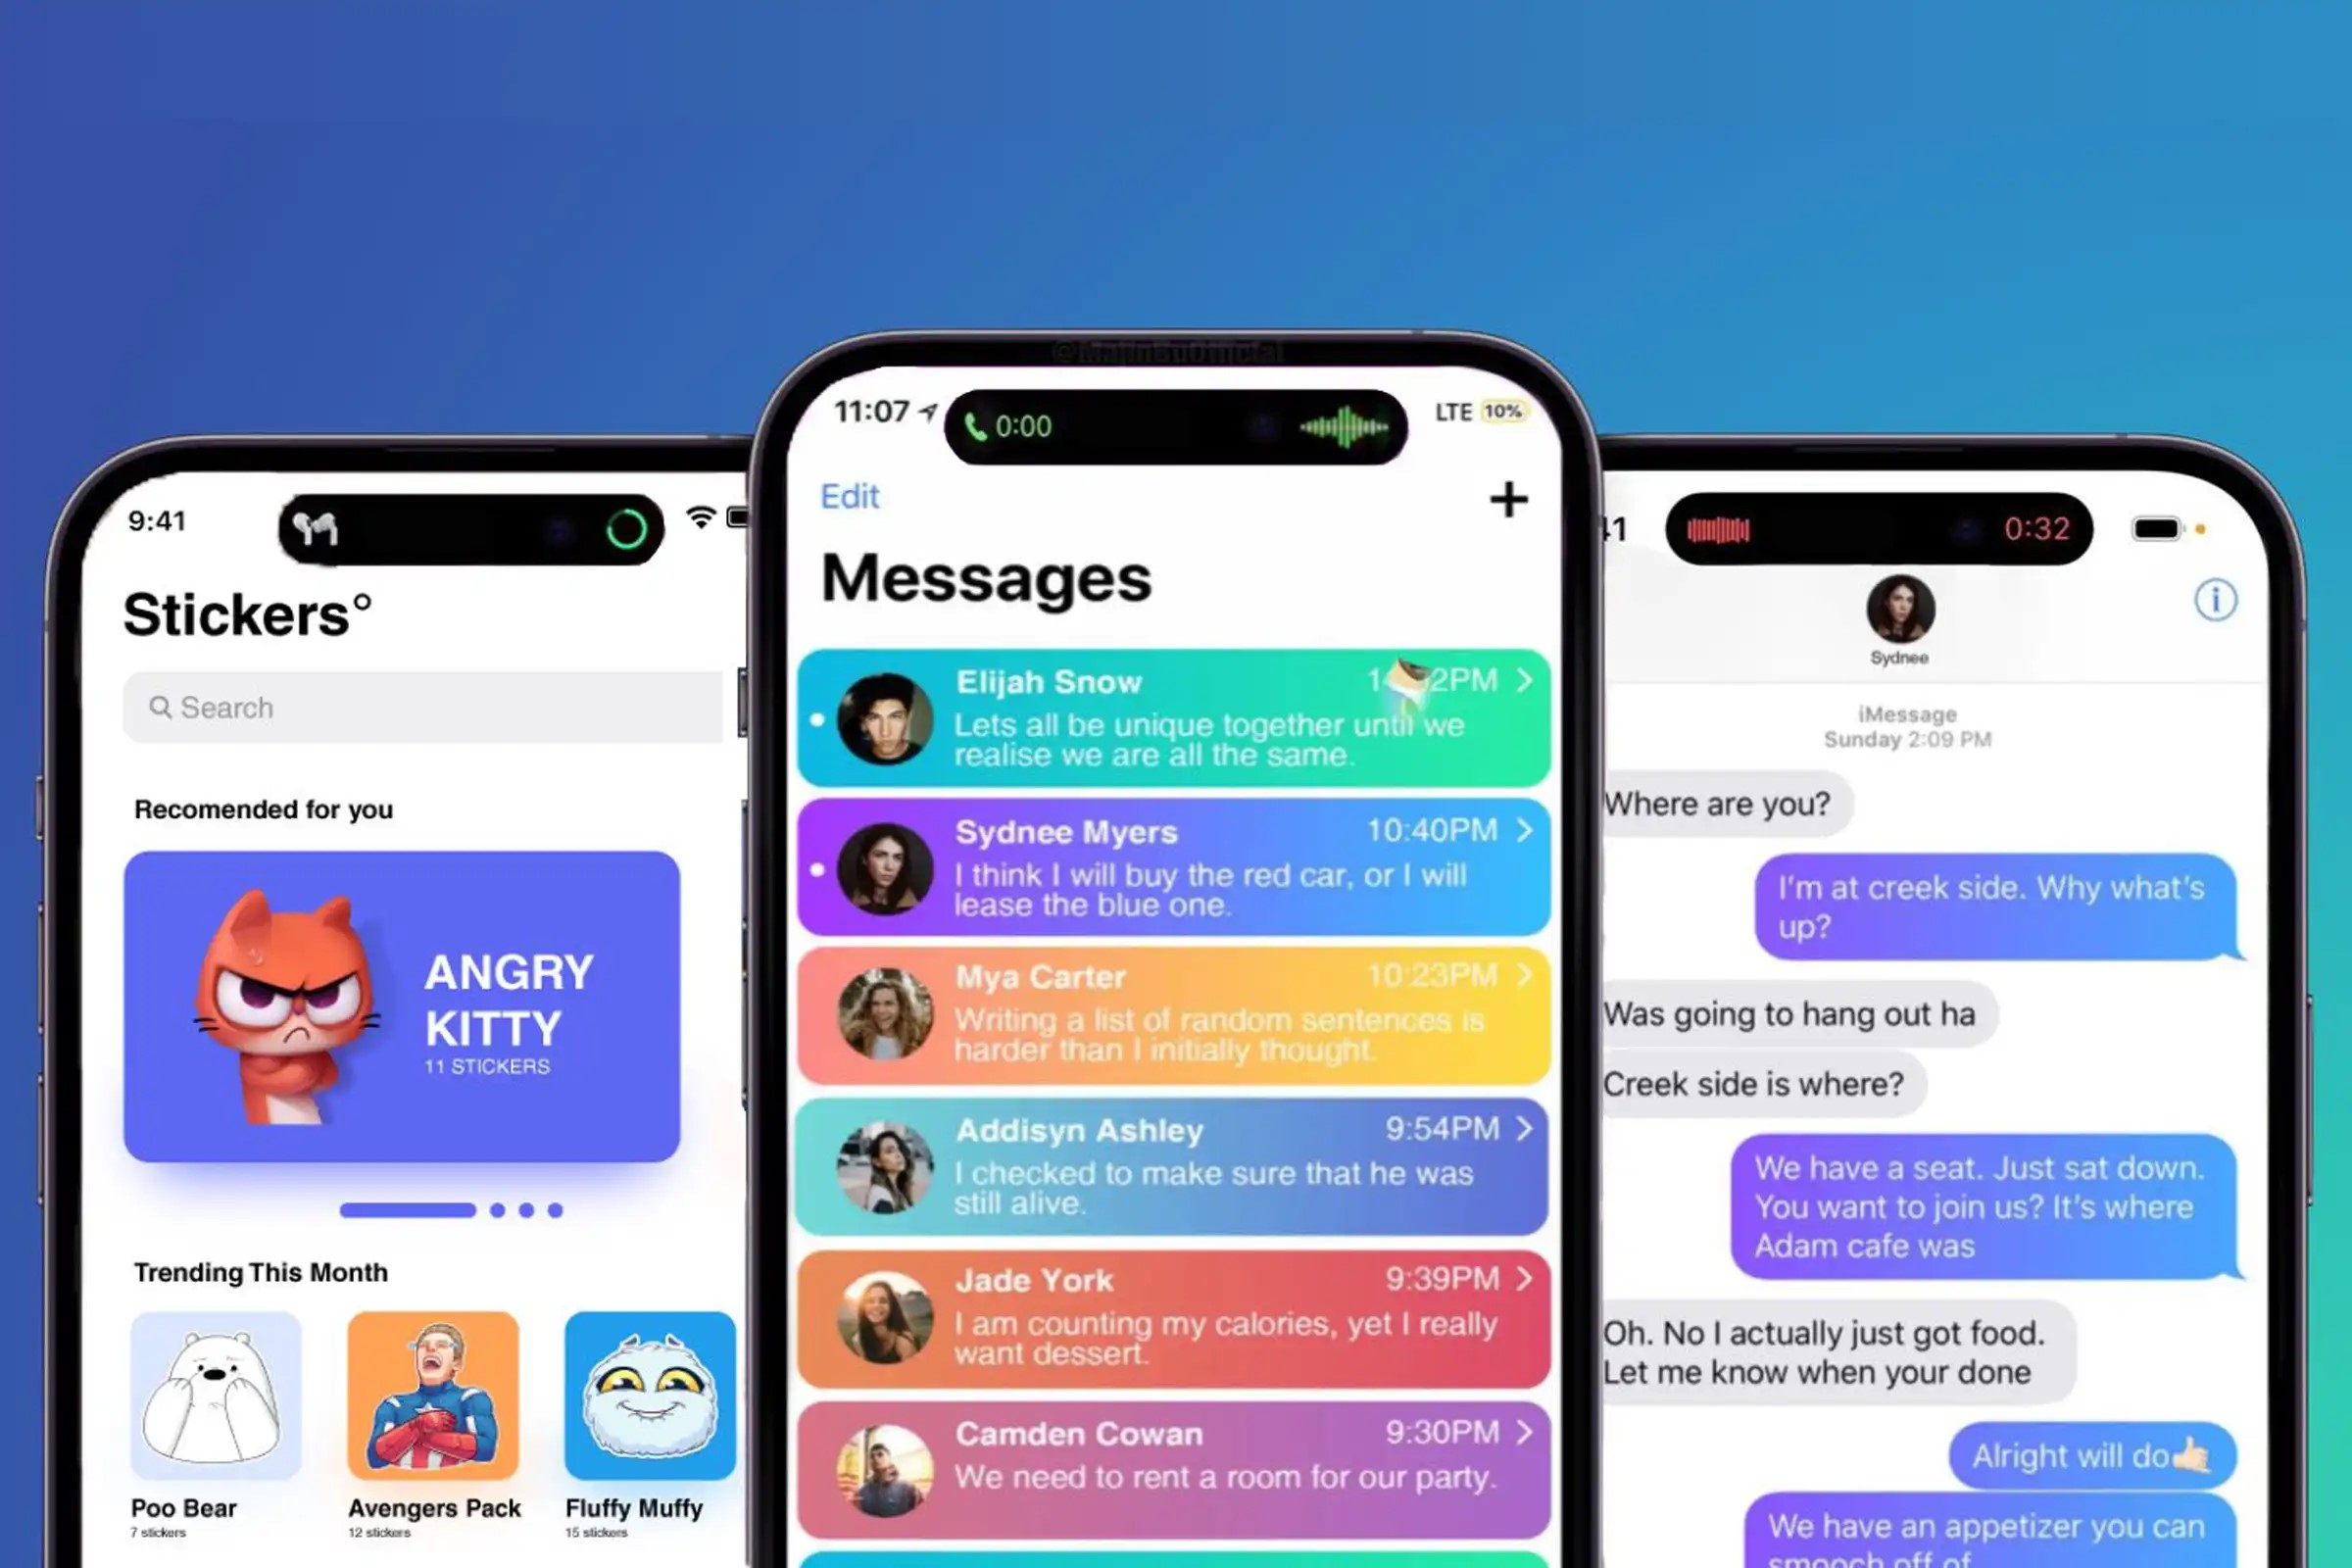 @MajinBuOfficial
9:41
Stickers°
Search
Recomended for you
ANGRY
KITTY
11 STICKERS
Trending This Month
Poo Bear
7 stickers
Avengers Pack
12 stickers
Fluffy Muffy
15 stickers
11:07
0:00
LTE 10%
Edit
+
Messages
Elijah Snow
Lets all be unique together until we
realise we are all the same.
Sydnee Myers 10:40PM
I think I will buy the red car, or I will
lease the blue one.
Mya Carter 10:23PM
Writing a list of random sentences is
harder than I initially thought.
Addisyn Ashley 9:54PM
I checked to make sure that he was
still alive.
Jade York 9:39PM
I am counting my calories, yet I really
want dessert.
Camden Cowan 9:30PM
We need to rent a room for our party.
0:32
Sydnee
iMessage
Sunday 2:09 PM
Where are you?
I'm at creek side. Why what's
up?
Was going to hang out ha
Creek side is where?
We have a seat. Just sat down.
You want to join us? It's where
Adam cafe was
Oh. No I actually just got food.
Let me know when your done
Alright will do🤙🏻
We have an appetizer you can
smooch off of